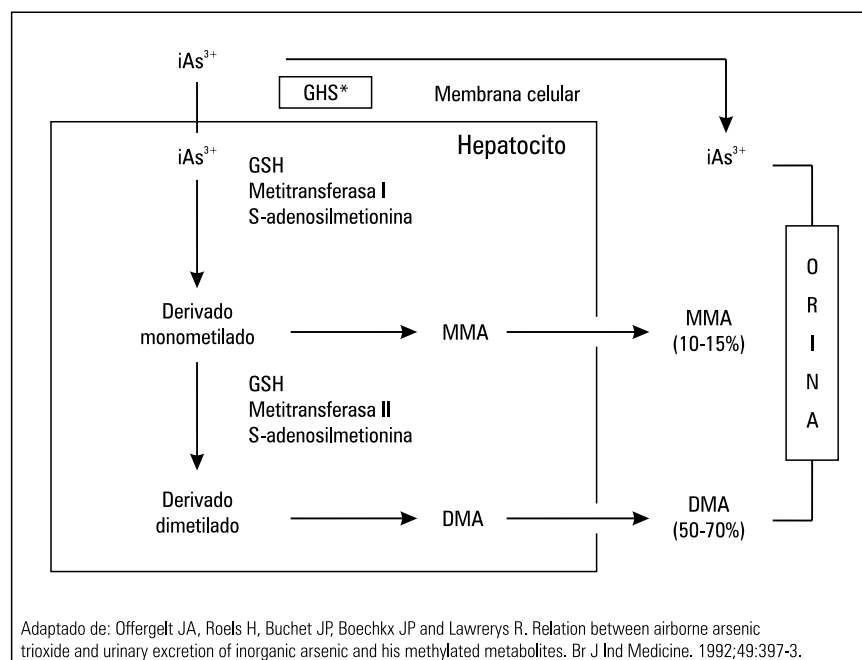 iAs³⁺
GHS* Membrana celular
Hepatocito
iAs³⁺
iAs³⁺
GSH
Metitransferasa I
S-adenosilmetionina
Derivado
monometilado
MMA
MMA
(10-15%)
O
R
I
N
A
GSH
Metitransferasa II
S-adenosilmetionina
Derivado
dimetilado
DMA
DMA
(50-70%)
Adaptado de: Offergelt JA, Roels H, Buchet JP, Boechkx JP and Lawrerys R. Relation between airborne arsenic
trioxide and urinary excretion of inorganic arsenic and his methylated metabolites. Br J Ind Medicine. 1992;49:397-3.